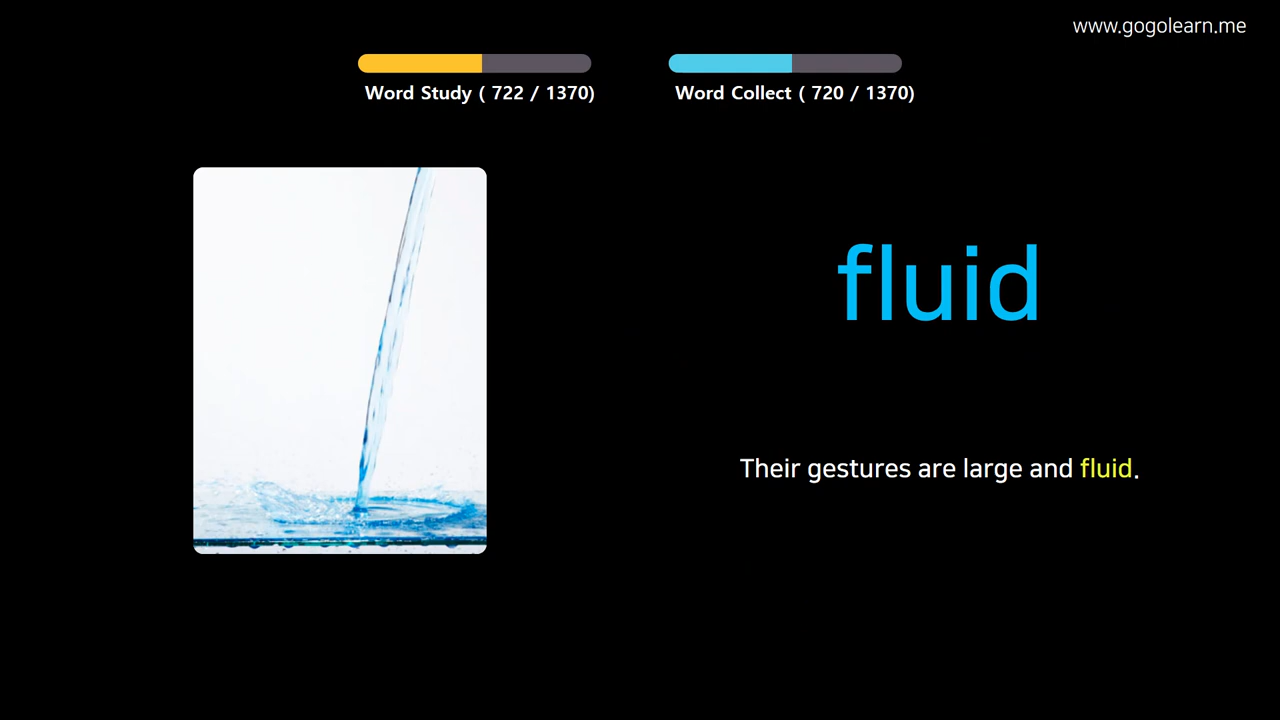 www.gogolearn.me
Word Study ( 722 / 1370)
Word Collect ( 720 / 1370)
fluid
Their gestures are large and fluid.